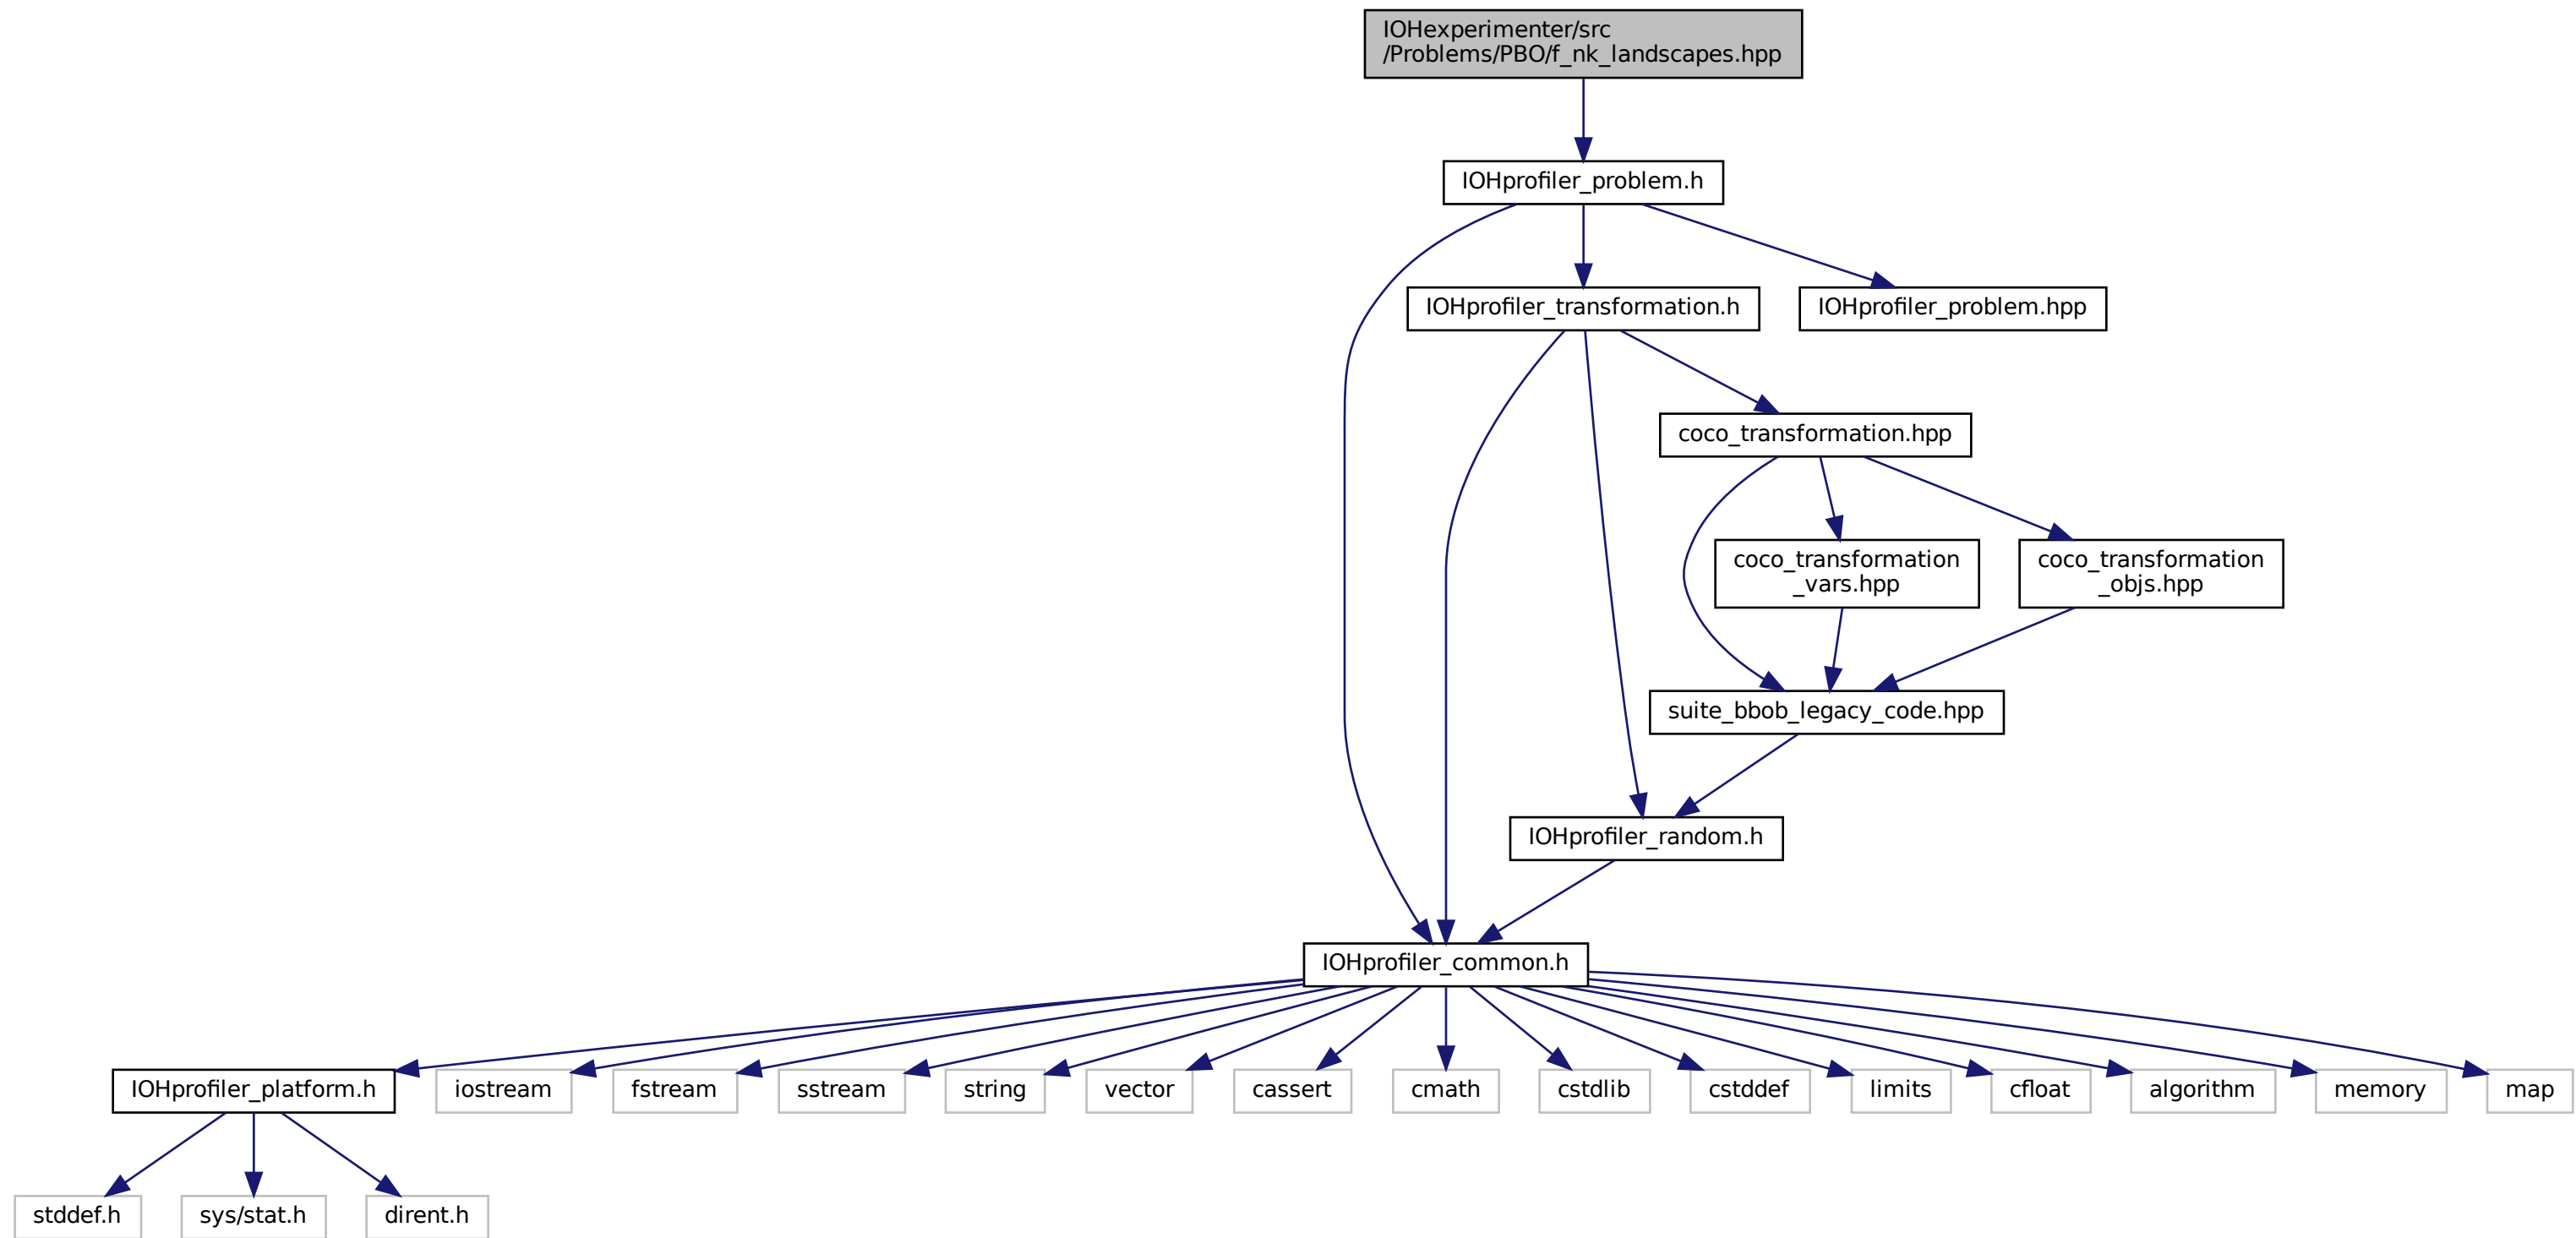 IOHexperimenter/src
/Problems/PBO/f_nk_landscapes.hpp
IOHprofiler_problem.h
IOHprofiler_transformation.h
IOHprofiler_problem.hpp
coco_transformation.hpp
coco_transformation
_vars.hpp
coco_transformation
_objs.hpp
suite_bbob_legacy_code.hpp
IOHprofiler_random.h
IOHprofiler_common.h
IOHprofiler_platform.h
iostream
fstream
sstream
string
vector
cassert
cmath
cstdlib
cstddef
limits
cfloat
algorithm
memory
map
stddef.h
sys/stat.h
dirent.h